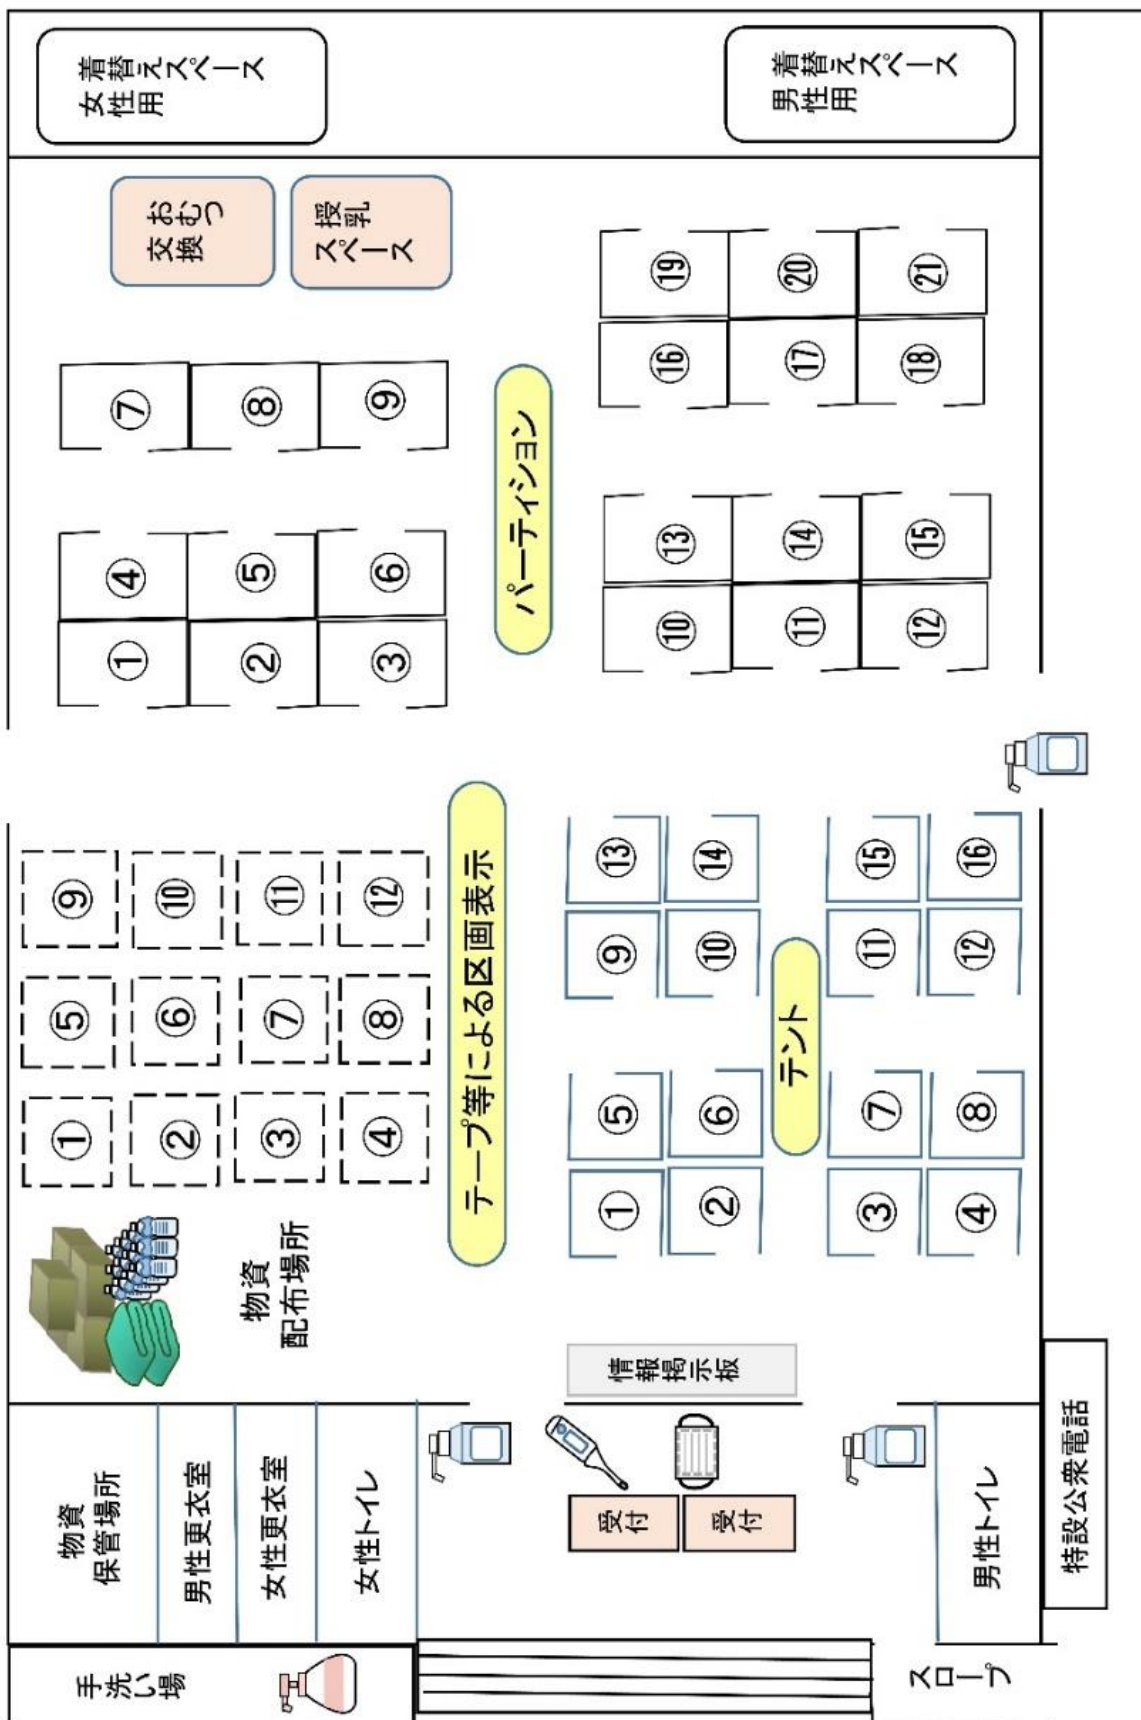 手洗い場
物資
保管場所
男性更衣室
女性更衣室
女性トイレ
受付
受付
男性トイレ
スロープ
特設公衆電話
情報掲示板
物資
配布場所
① ⑤ ⑨
② ⑥ ⑩
③ ⑦ ⑪
④ ⑧ ⑫
テープ等による区画表示
① ⑤ ⑨ ⑬
② ⑥ ⑩ ⑭
テント
③ ⑦ ⑪ ⑮
④ ⑧ ⑫ ⑯
① ④ ⑦
② ⑤ ⑧
③ ⑥ ⑨
パーティション
⑩ ⑬ ⑯ ⑲
⑪ ⑭ ⑰ ⑳
⑫ ⑮ ⑱ ㉑
おむつ
交換
授乳
スペース
着替えスペース
女性用
着替えスペース
男性用